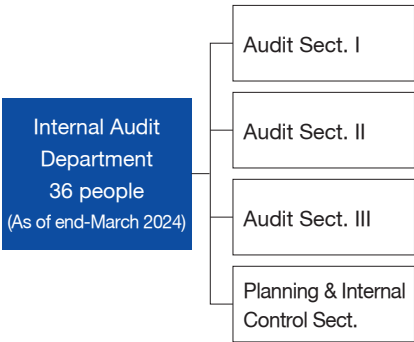 Internal Audit
Department
36 people
(As of end-March 2024)
Audit Sect. I
Audit Sect. II
Audit Sect. III
Planning & Internal
Control Sect.